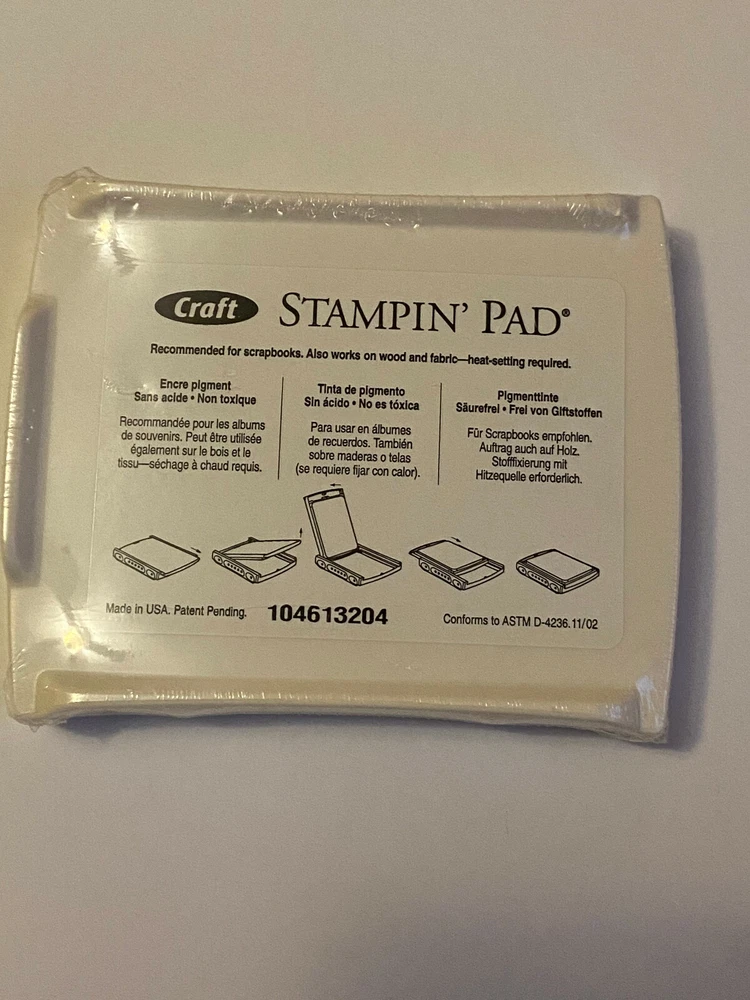 Craft STAMPIN' PAD®
Recommended for scrapbooks. Also works on wood and fabric—heat-setting required.
Encre pigment
Sans acide • Non toxique
Recommandée pour les albums
de souvenirs. Peut être utilisée
également sur le bois et le
tissu—séchage à chaud requis.
Tinta de pigmento
Sin ácido • No es tóxica
Para usar en álbumes
de recuerdos. También
sobre maderas o telas
(se requiere fijar con calor).
Pigmenttinte
Säurefrei • Frei von Giftstoffen
Für Scrapbooks empfohlen.
Auftrag auch auf Holz.
Stofffixierung mit
Hitzequelle erforderlich.
Made in USA. Patent Pending. 104613204 Conforms to ASTM D-4236. 11/02